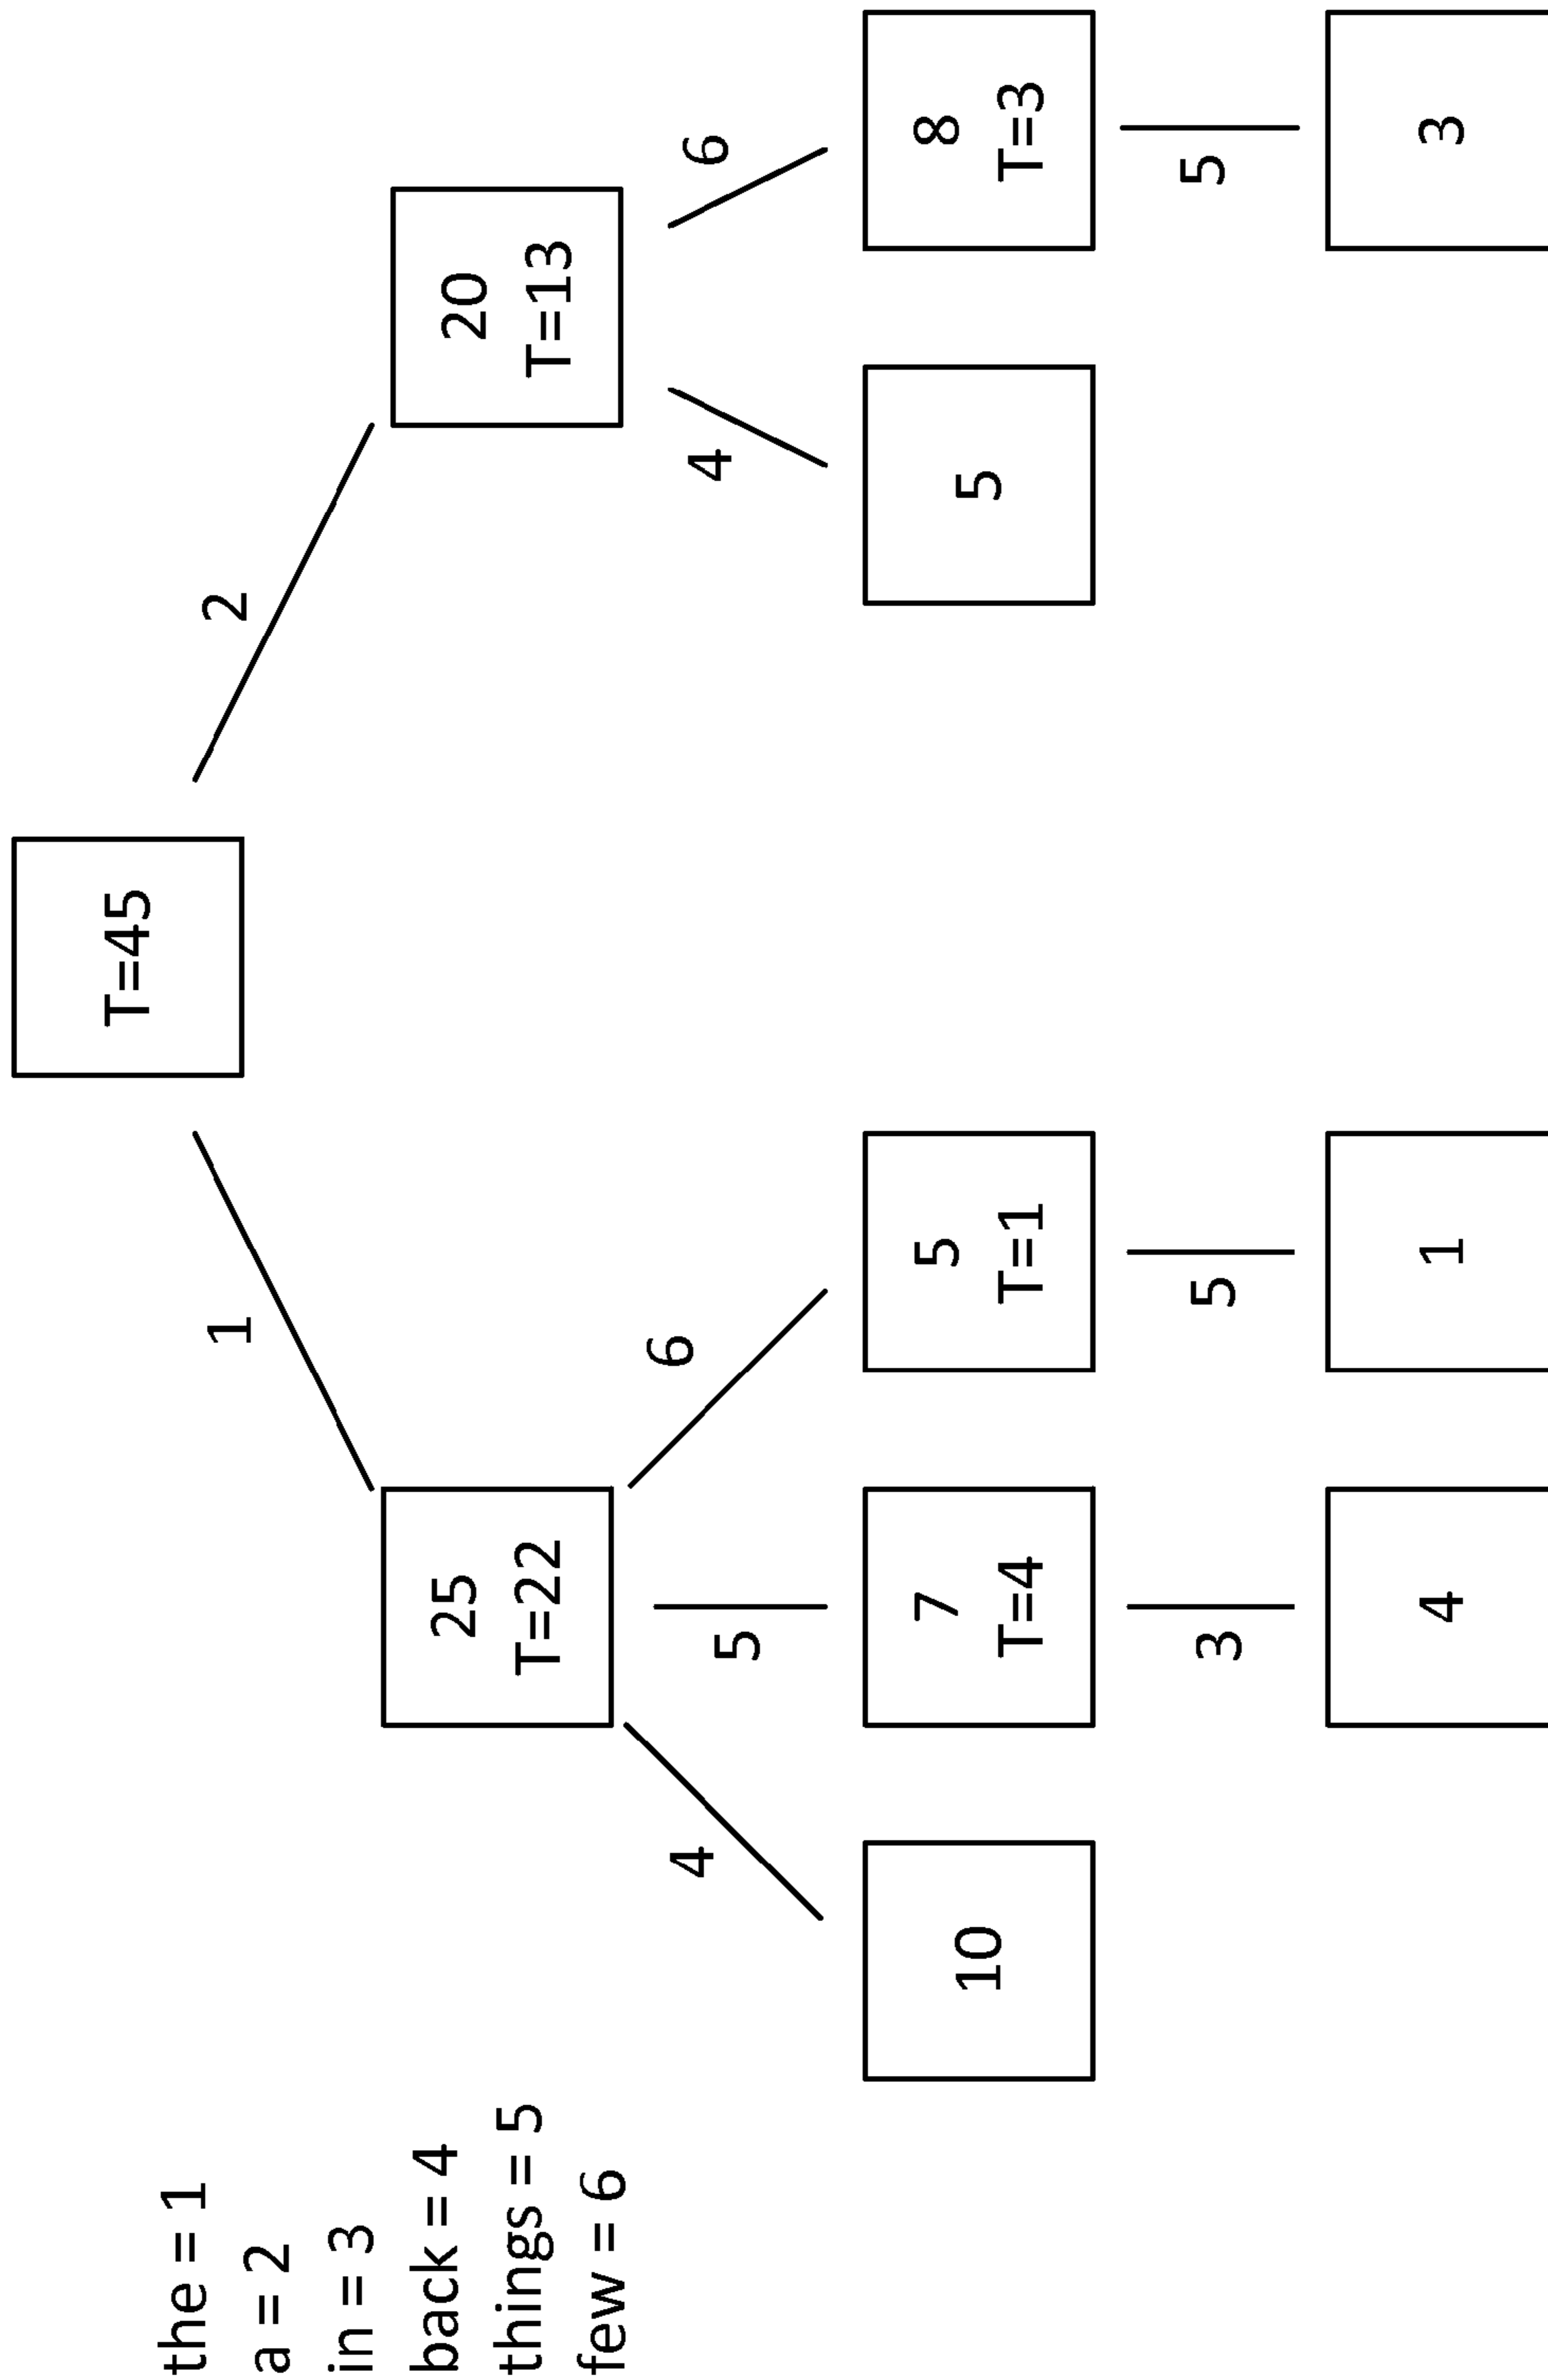 the = 1
a = 2
in = 3
back = 4
things = 5
few = 6
T=45
1
2
25
T=22
20
T=13
4
5
6
4
6
10
7
T=4
5
T=1
5
8
T=3
3
5
5
4
1
3